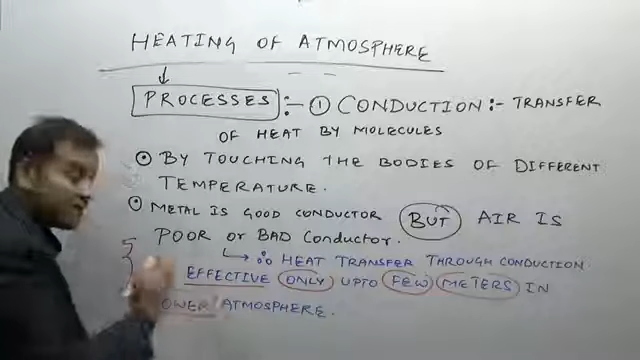 HEATING OF ATMOSPHERE
PROCESSES :- ① CONDUCTION :- TRANSFER
OF HEAT BY MOLECULES
BY TOUCHING THE BODIES OF DIFFERENT
TEMPERATURE.
METAL IS GOOD CONDUCTOR BUT AIR IS
POOR or BAD Conductor.
∴ HEAT TRANSFER THROUGH CONDUCTION
EFFECTIVE ONLY UPTO FEW METERS IN
ATMOSPHERE.